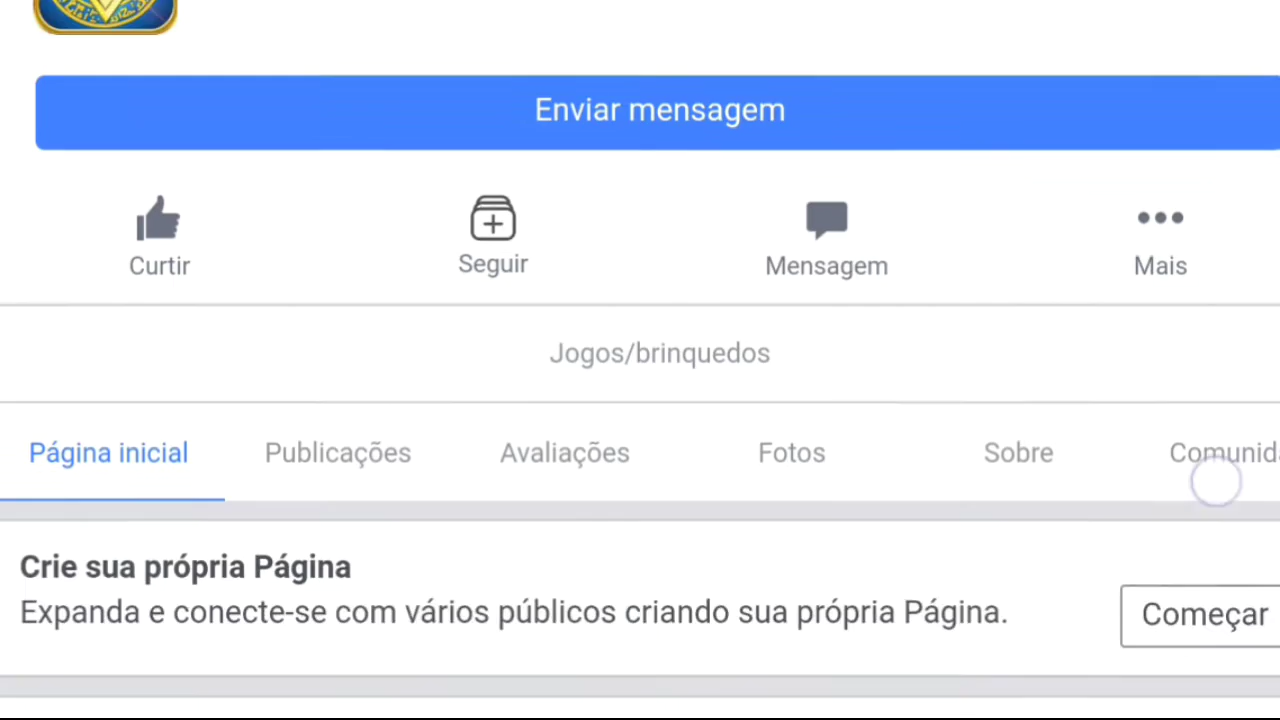 Enviar mensagem
Curtir
Seguir
Mensagem
Mais
Jogos/brinquedos
Página inicial
Publicações
Avaliações
Fotos
Sobre
Comunid
Crie sua própria Página
Expanda e conecte-se com vários públicos criando sua própria Página.
Começar